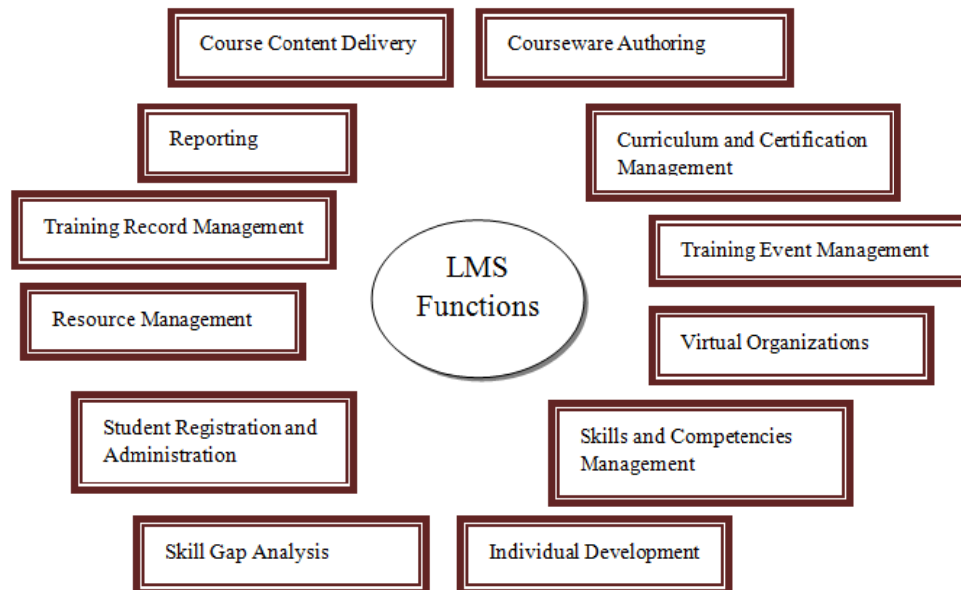 Course Content Delivery
Courseware Authoring
Reporting
Curriculum and Certification
Management
Training Record Management
Training Event Management
LMS
Functions
Resource Management
Virtual Organizations
Student Registration and
Administration
Skills and Competencies
Management
Skill Gap Analysis
Individual Development